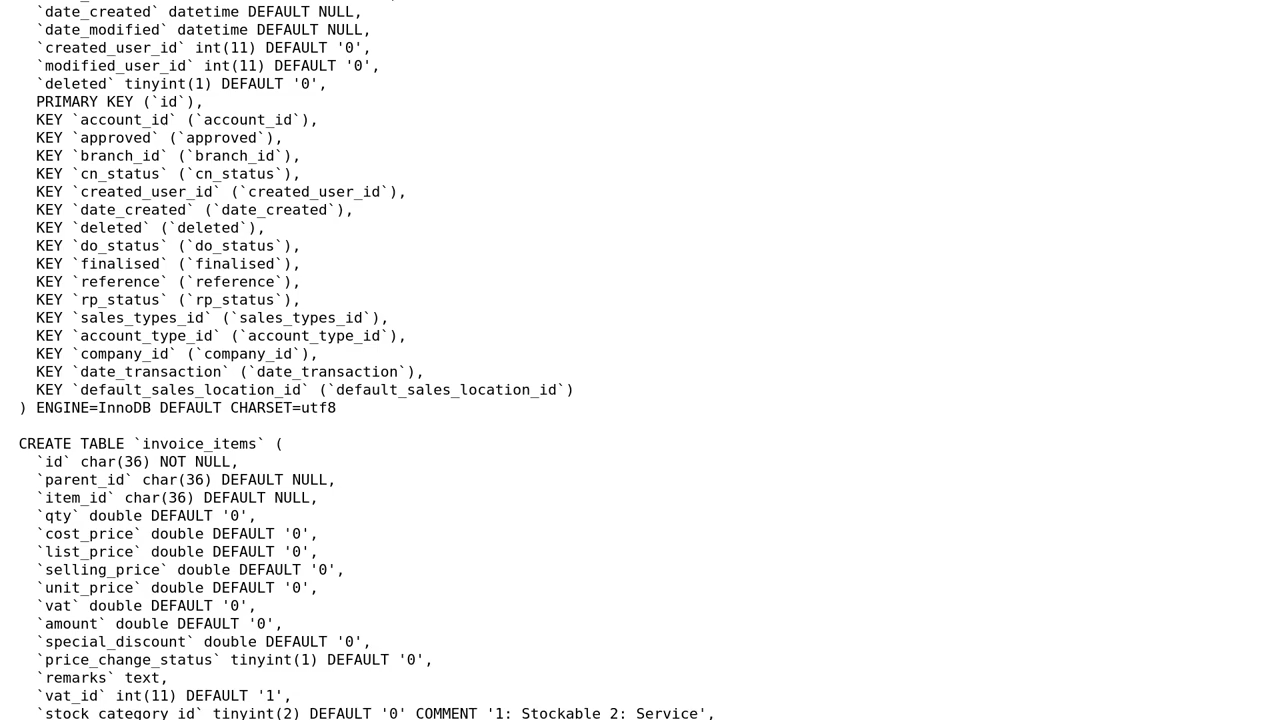 `date_created` datetime DEFAULT NULL,
`date_modified` datetime DEFAULT NULL,
`created_user_id` int(11) DEFAULT '0',
`modified_user_id` int(11) DEFAULT '0',
`deleted` tinyint(1) DEFAULT '0',
PRIMARY KEY (`id`),
KEY `account_id` (`account_id`),
KEY `approved` (`approved`),
KEY `branch_id` (`branch_id`),
KEY `cn_status` (`cn_status`),
KEY `created_user_id` (`created_user_id`),
KEY `date_created` (`date_created`),
KEY `deleted` (`deleted`),
KEY `do_status` (`do_status`),
KEY `finalised` (`finalised`),
KEY `reference` (`reference`),
KEY `rp_status` (`rp_status`),
KEY `sales_types_id` (`sales_types_id`),
KEY `account_type_id` (`account_type_id`),
KEY `company_id` (`company_id`),
KEY `date_transaction` (`date_transaction`),
KEY `default_sales_location_id` (`default_sales_location_id`)
) ENGINE=InnoDB DEFAULT CHARSET=utf8
CREATE TABLE `invoice_items` (
`id` char(36) NOT NULL,
`parent_id` char(36) DEFAULT NULL,
`item_id` char(36) DEFAULT NULL,
`qty` double DEFAULT '0',
`cost_price` double DEFAULT '0',
`list_price` double DEFAULT '0',
`selling_price` double DEFAULT '0',
`unit_price` double DEFAULT '0',
`vat` double DEFAULT '0',
`amount` double DEFAULT '0',
`special_discount` double DEFAULT '0',
`price_change_status` tinyint(1) DEFAULT '0',
`remarks` text,
`vat_id` int(11) DEFAULT '1',
`stock_category_id` tinyint(2) DEFAULT '0' COMMENT '1: Stockable 2: Service',